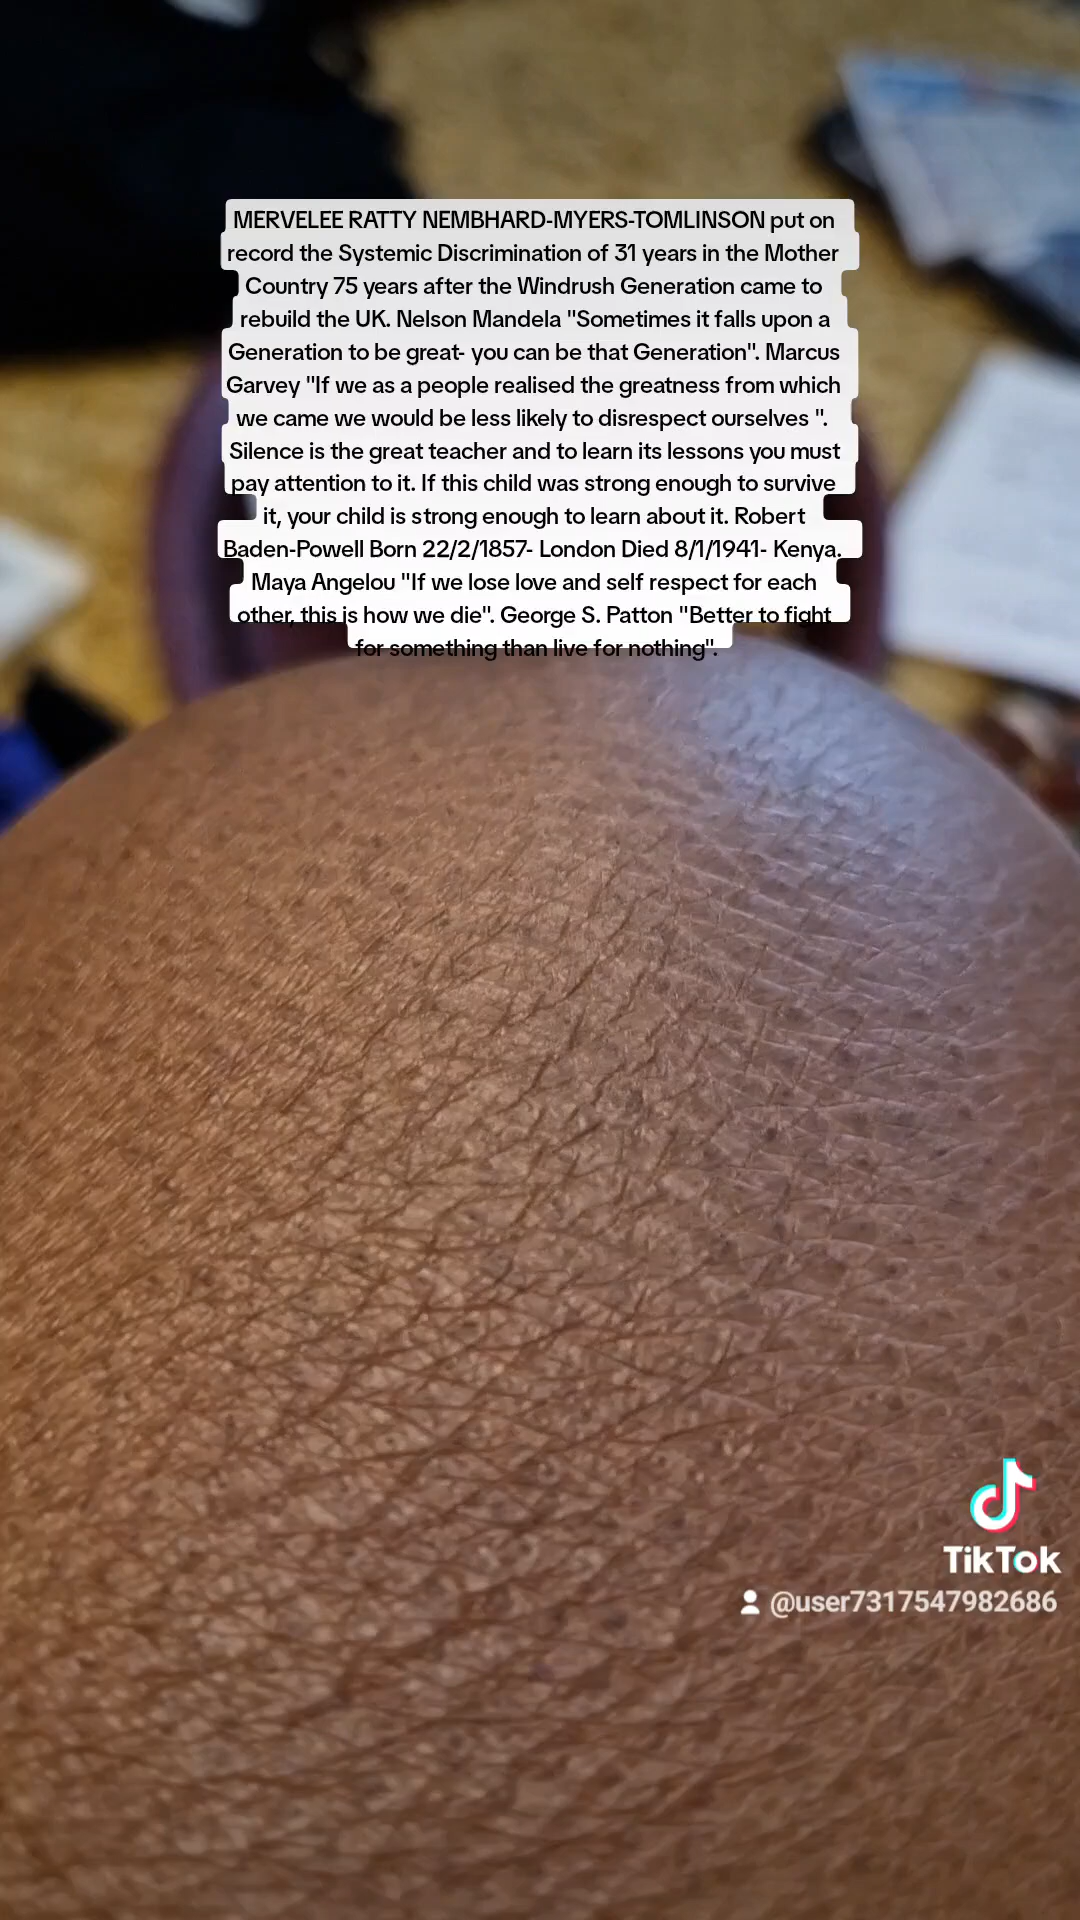 MERVELEE RATTY NEMBHARD-MYERS-TOMLINSON put on
record the Systemic Discrimination of 31 years in the Mother
Country 75 years after the Windrush Generation came to
rebuild the UK. Nelson Mandela "Sometimes it falls upon a
Generation to be great- you can be that Generation". Marcus
Garvey "If we as a people realised the greatness from which
we came we would be less likely to disrespect ourselves ".
Silence is the great teacher and to learn its lessons you must
pay attention to it. If this child was strong enough to survive
it, your child is strong enough to learn about it. Robert
Baden-Powell Born 22/2/1857- London Died 8/1/1941- Kenya.
Maya Angelou "If we lose love and self respect for each
other, this is how we die". George S. Patton "Better to fight
for something than live for nothing".
TikTok
@user7317547982686